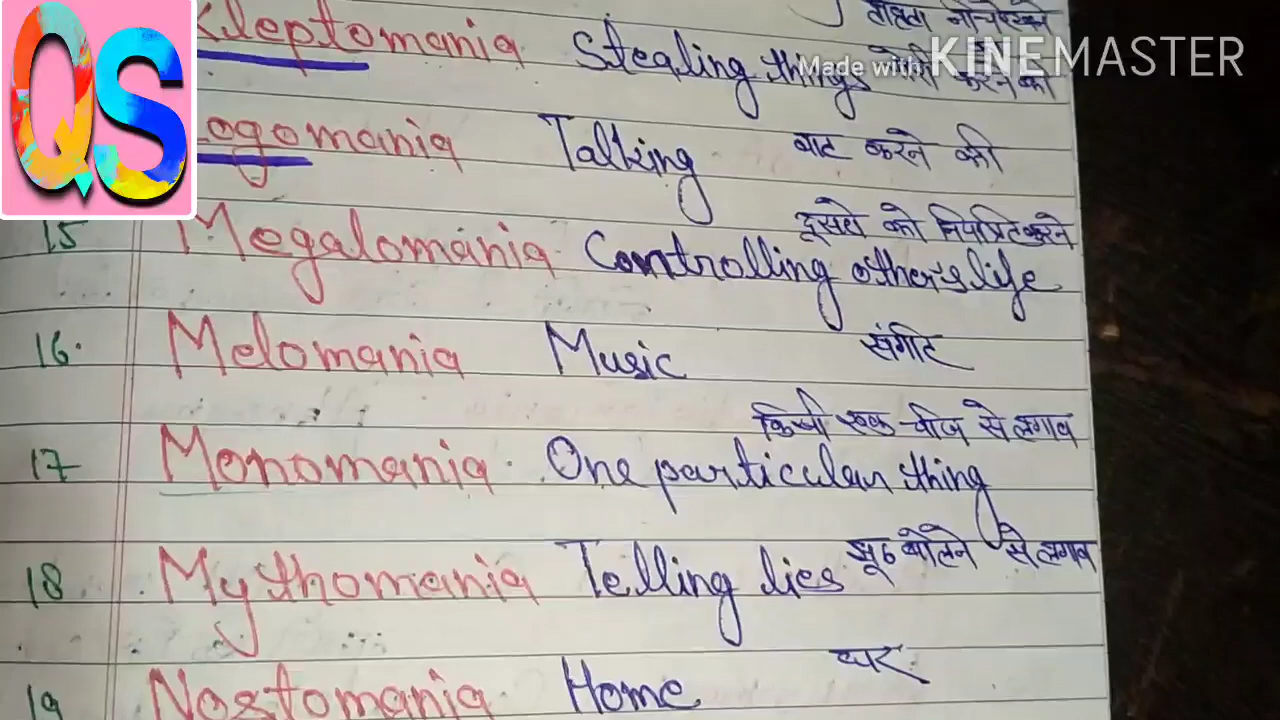 QS
Made with KINEMASTER
Kleptomania Stealing things चोरी करने की
Logomania Talking बात करने की
दूसरो को नियंत्रित करने
15 Megalomania Controlling other's life
16. Melomania Music संगीत
किसी एक चीज से लगाव
17 Monomania. One particular thing
18 Mythomania Telling lies झूठ बोलने से लगाव
19 Nostomania Home घर